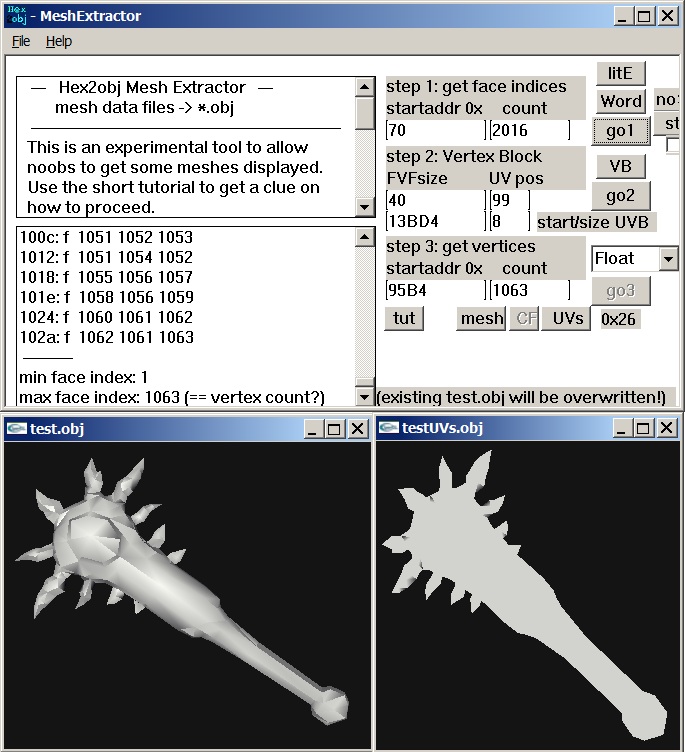 Hex obj - MeshExtractor
File Help
— Hex2obj Mesh Extractor —
mesh data files -> *.obj
This is an experimental tool to allow
noobs to get some meshes displayed.
Use the short tutorial to get a clue on
how to proceed.
100c: f 1051 1052 1053
1012: f 1051 1054 1052
1018: f 1055 1056 1057
101e: f 1058 1056 1059
1024: f 1060 1061 1062
102a: f 1062 1061 1063
min face index: 1
max face index: 1063 (== vertex count?)
step 1: get face indices
startaddr 0x count
70 2016
litE
Word
go1
no
st
step 2: Vertex Block
FVFsize UV pos
40 99
13BD4 8 start/size UVB
VB
go2
step 3: get vertices
startaddr 0x count
95B4 1063
Float
go3
tut mesh CF UVs 0x26
(existing test.obj will be overwritten!)
test.obj
testUVs.obj